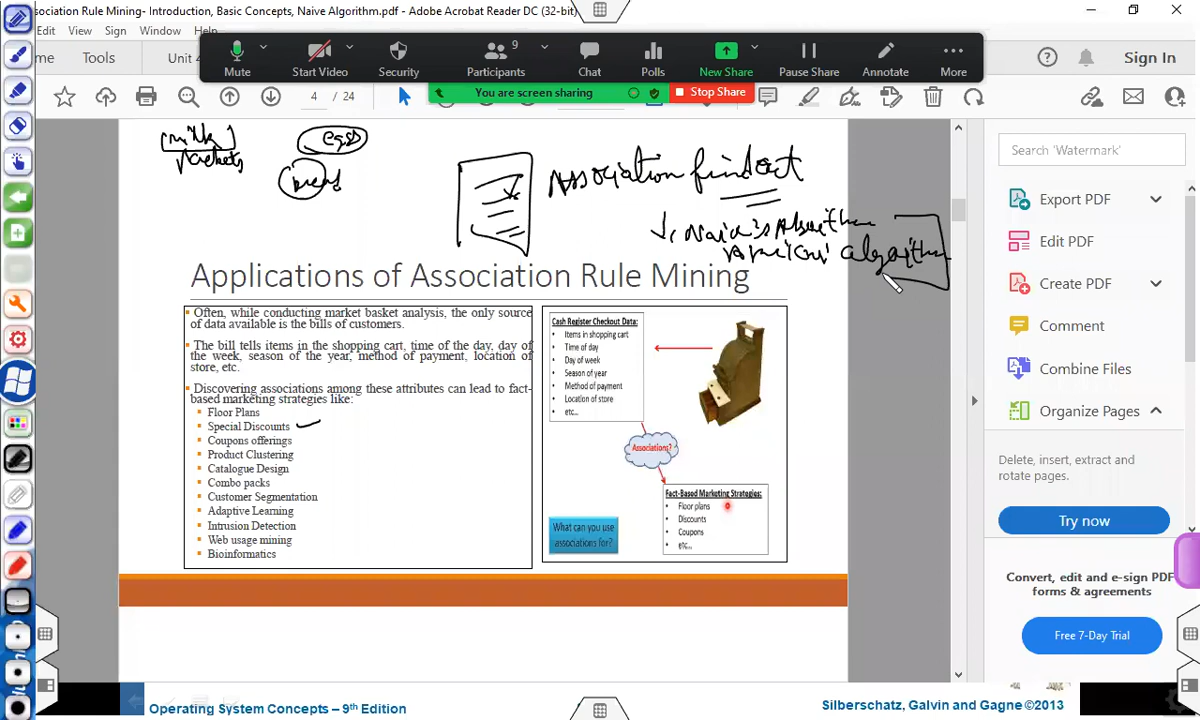 ssociation Rule Mining- Introduction, Basic Concepts, Naive Algorithm.pdf - Adobe Acrobat Reader DC (32-bit)
Edit View Sign Window Help
me Tools Unit 4
Mute
Start Video
Security
9
Participants
Chat
Polls
New Share
Pause Share
Annotate
More
Sign In
You are screen sharing
Stop Share
4 / 24
milk
packets
eggs
bread
Association findout
Naive's Algorithm
Apriori algorithm
Applications of Association Rule Mining
Often, while conducting market basket analysis, the only source
of data available is the bills of customers.
The bill tells items in the shopping cart, time of the day, day of
the week, season of the year, method of payment, location of
store, etc.
Discovering associations among these attributes can lead to fact-
based marketing strategies like:
Floor Plans
Special Discounts
Coupons offerings
Product Clustering
Catalogue Design
Combo packs
Customer Segmentation
Adaptive Learning
Intrusion Detection
Web usage mining
Bioinformatics
Cash Register Checkout Data:
Items in shopping cart
Time of day
Day of week
Season of year
Method of payment
Location of store
etc...
Associations?
Fact-Based Marketing Strategies:
Floor plans
Discounts
Coupons
etc...
What can you use
associations for?
Search 'Watermark'
Export PDF
Edit PDF
Create PDF
Comment
Combine Files
Organize Pages
Delete, insert, extract and
rotate pages.
Try now
Convert, edit and e-sign PDF
forms & agreements
Free 7-Day Trial
Operating System Concepts – 9th Edition
Silberschatz, Galvin and Gagne ©2013